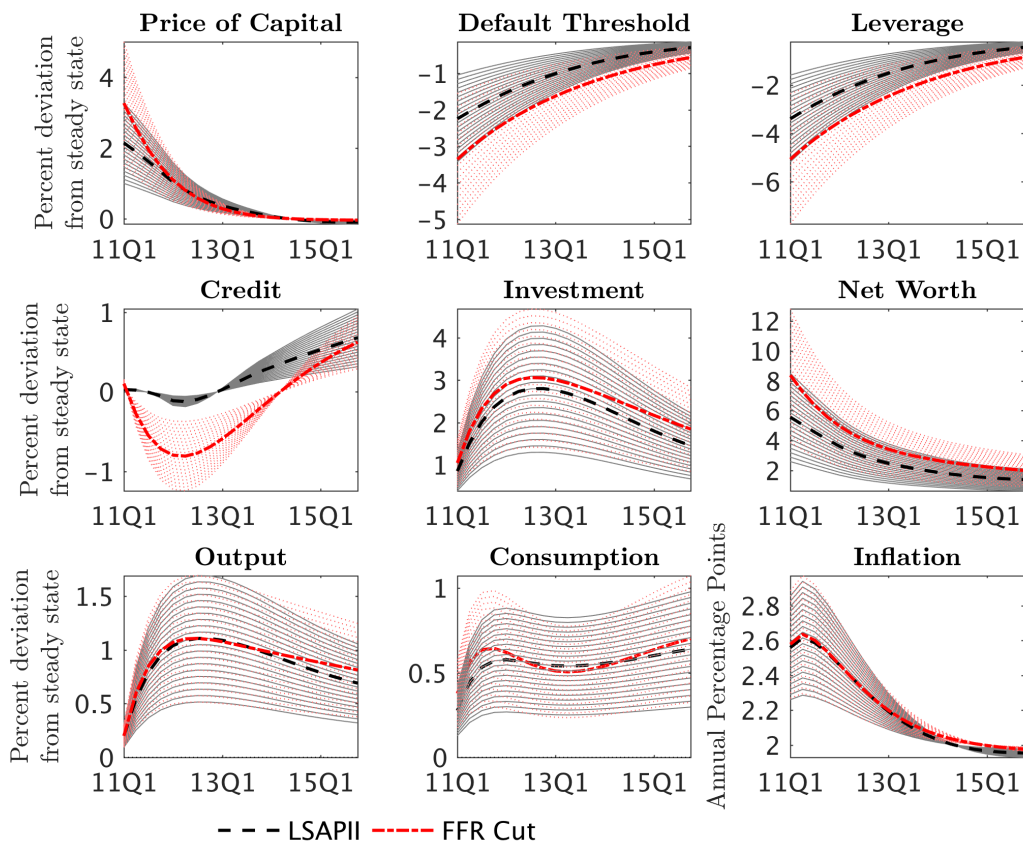 Price of Capital
Default Threshold
Leverage
Percent deviation
from steady state
4
2
0
-1
-2
-3
-4
-5
-2
-4
-6
11Q1 13Q1 15Q1
11Q1 13Q1 15Q1
11Q1 13Q1 15Q1
Credit
Investment
Net Worth
Percent deviation
from steady state
1
0
-1
4
3
2
1
12
10
8
6
4
2
11Q1 13Q1 15Q1
11Q1 13Q1 15Q1
11Q1 13Q1 15Q1
Output
Consumption
Inflation
Percent deviation
from steady state
1.5
1
0.5
0
1
0.5
0
Annual Percentage Points
2.8
2.6
2.4
2.2
2
11Q1 13Q1 15Q1
11Q1 13Q1 15Q1
11Q1 13Q1 15Q1
LSAPII FFR Cut